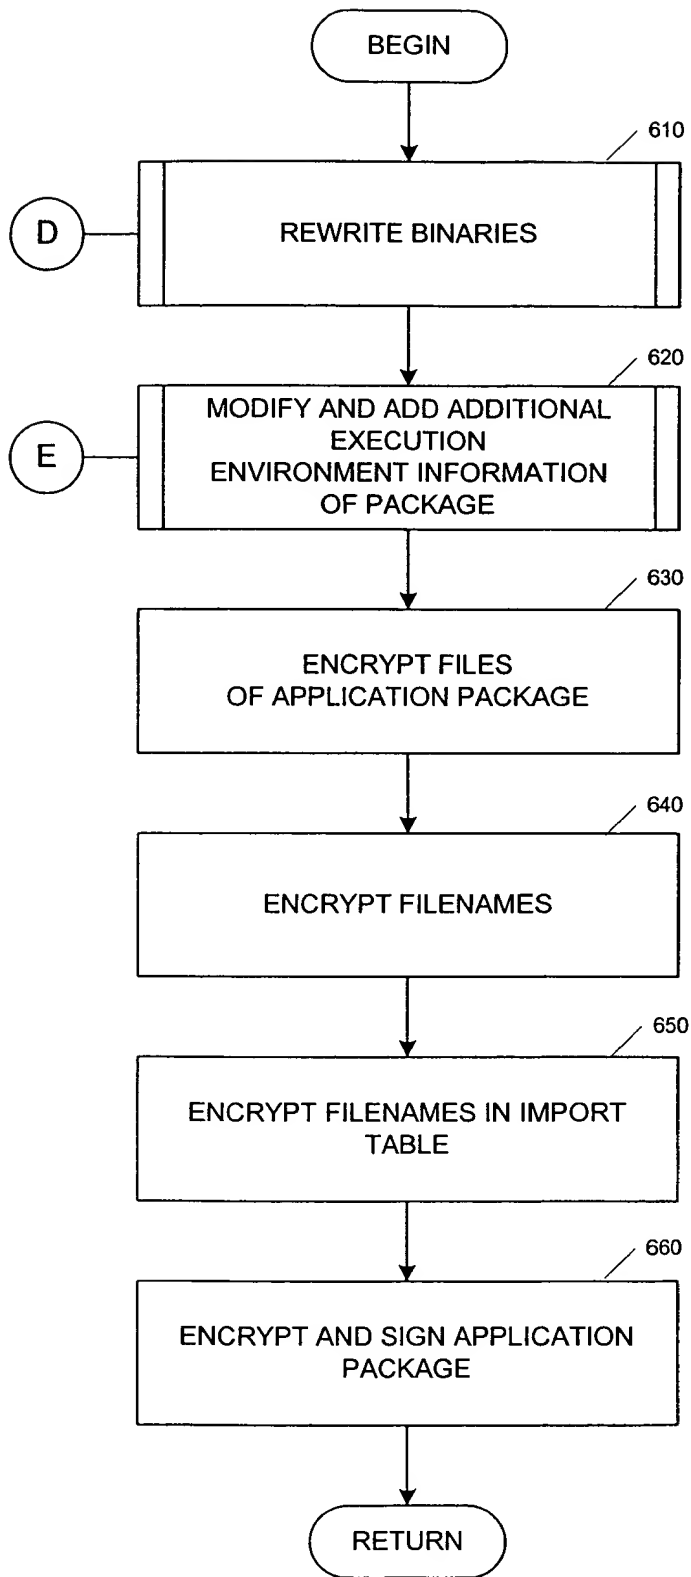 BEGIN
610
D
REWRITE BINARIES
620
MODIFY AND ADD ADDITIONAL
EXECUTION
E
ENVIRONMENT INFORMATION
OF PACKAGE
630
ENCRYPT FILES
OF APPLICATION PACKAGE
640
ENCRYPT FILENAMES
650
ENCRYPT FILENAMES IN IMPORT
TABLE
660
ENCRYPT AND SIGN APPLICATION
PACKAGE
RETURN